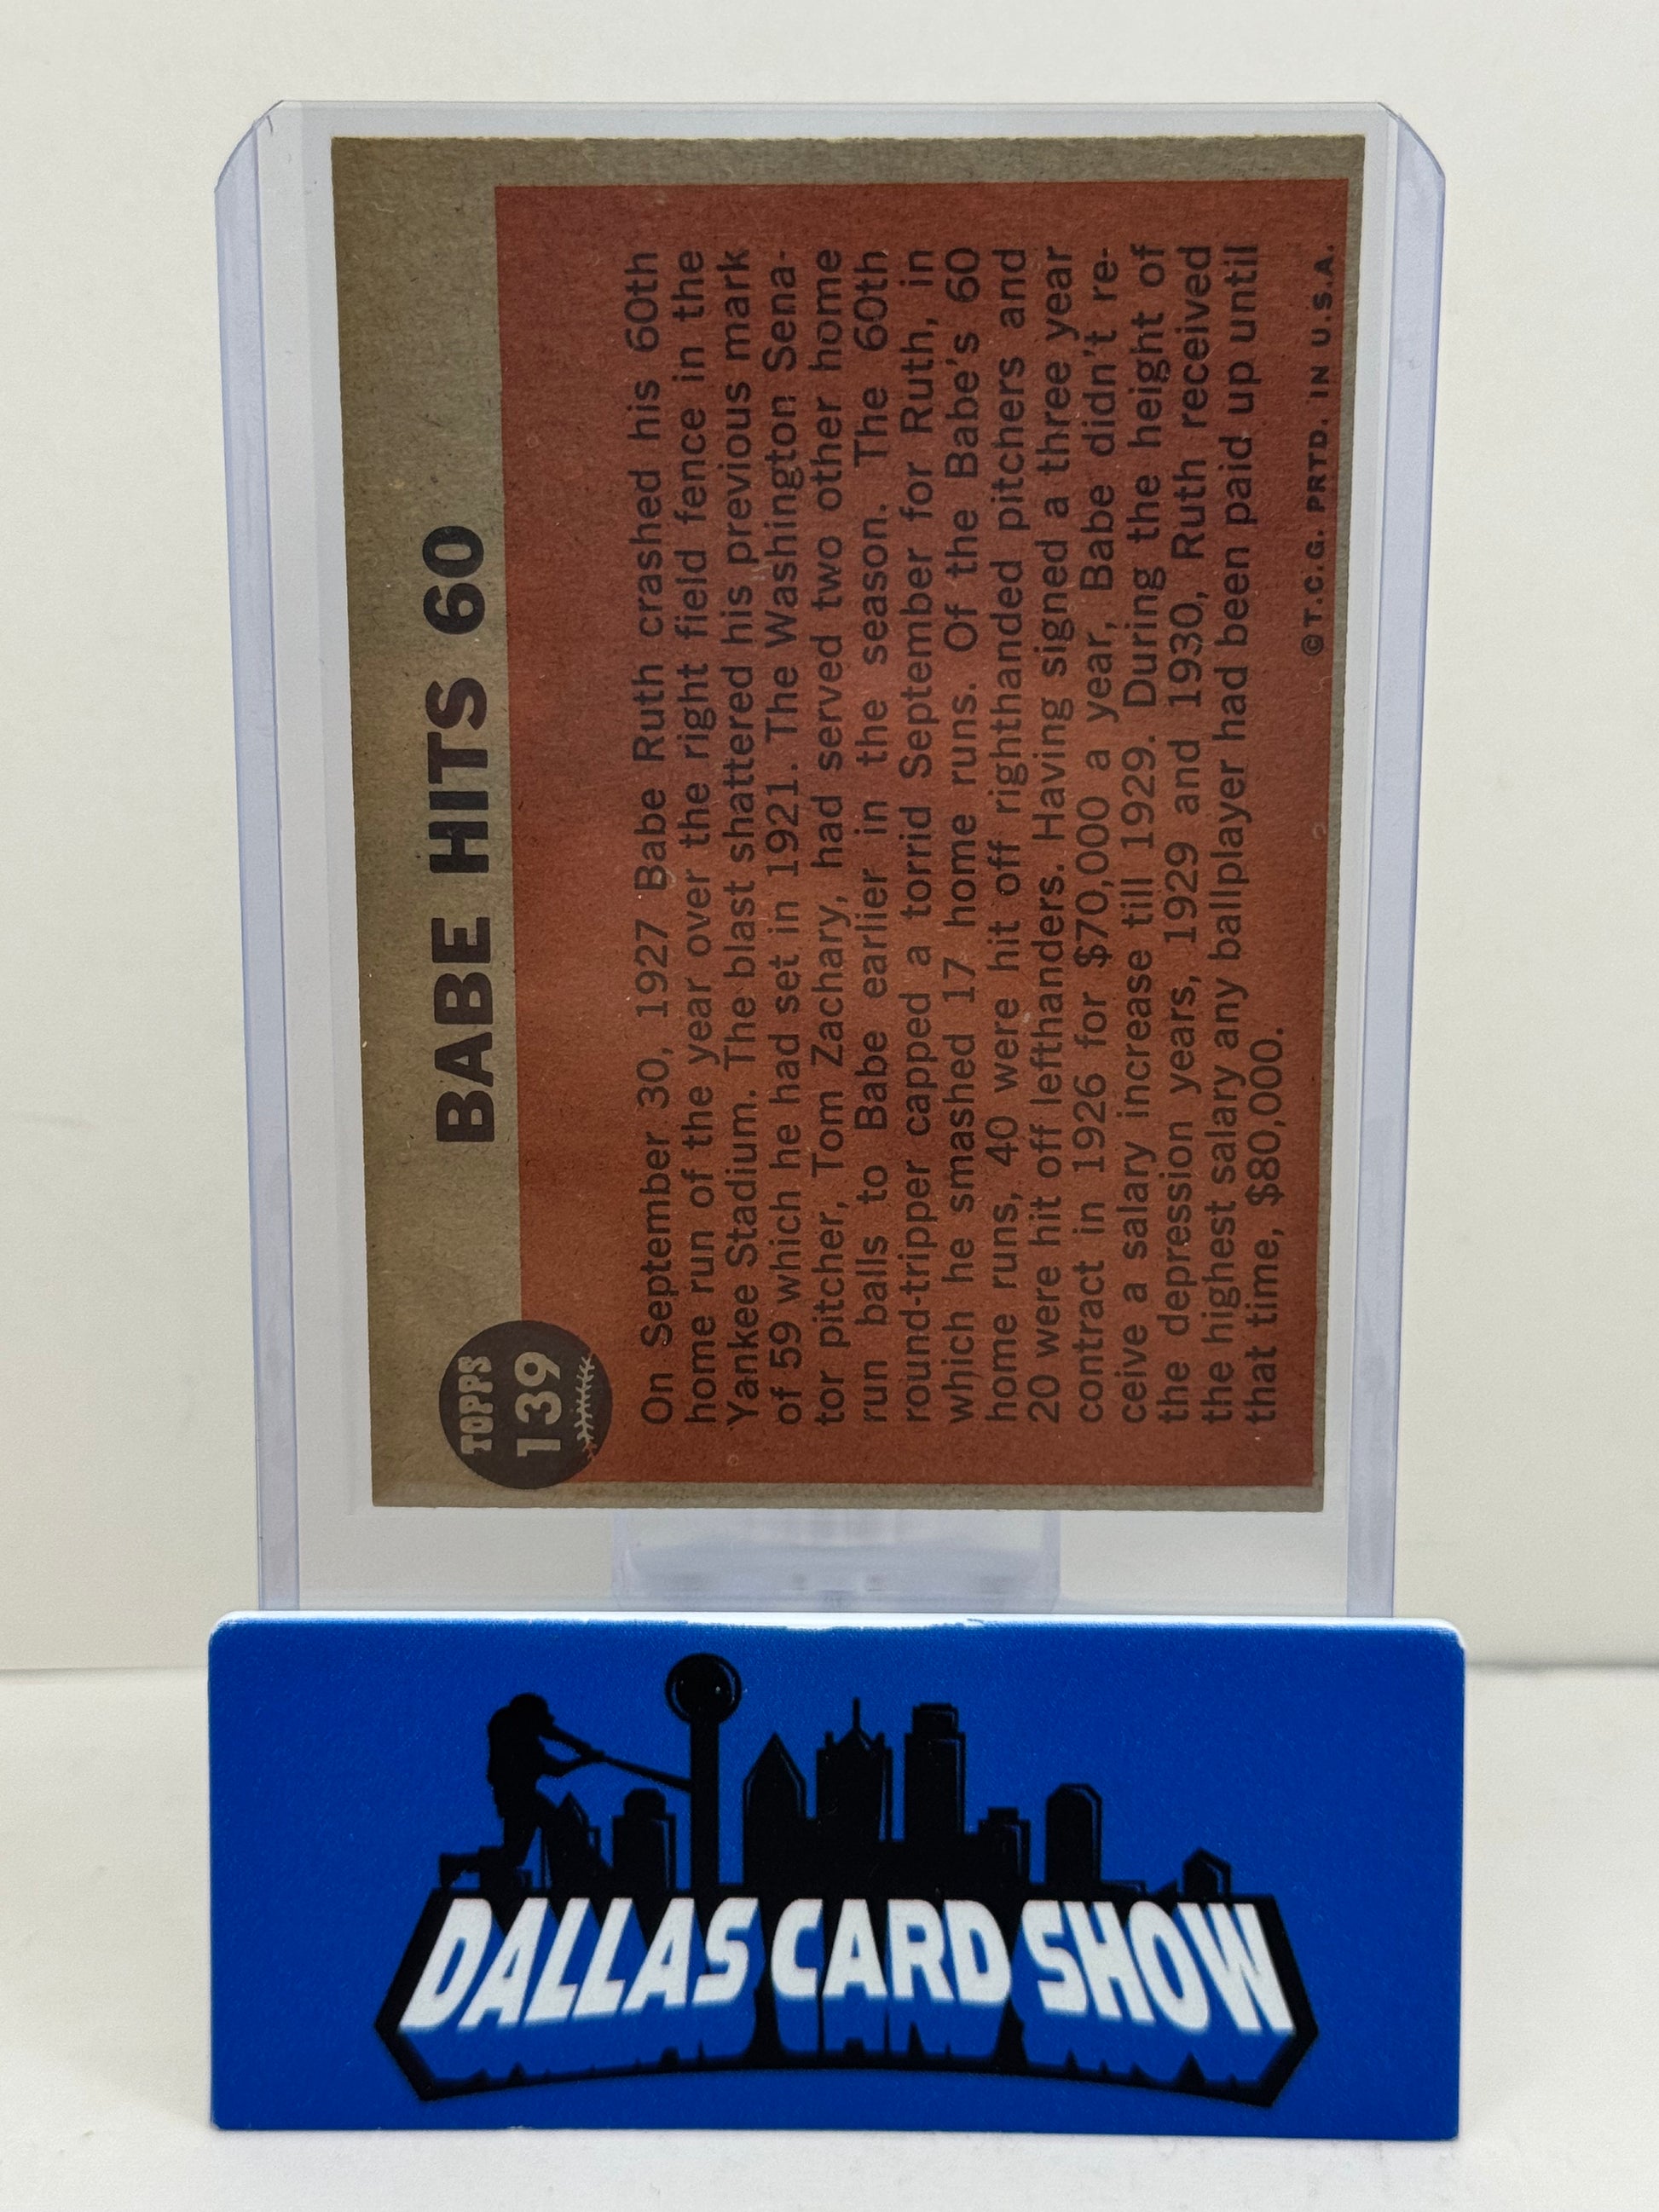 TOPPS
139
BABE HITS 60
On September 30, 1927 Babe Ruth crashed his 60th
home run of the year over the right field fence in the
Yankee Stadium. The blast shattered his previous mark
of 59 which he had set in 1921. The Washington Sena-
tor pitcher, Tom Zachary, had served two other home
run balls to Babe earlier in the season. The 60th
round-tripper capped a torrid September for Ruth, in
which he smashed 17 home runs. Of the Babe's 60
home runs, 40 were hit off righthanded pitchers and
20 were hit off lefthanders. Having signed a three year
contract in 1926 for $70,000 a year, Babe didn't re-
ceive a salary increase till 1929. During the height of
the depression years, 1929 and 1930, Ruth received
the highest salary any ballplayer had been paid up until
that time, $80,000.
©T.C.G. PRTD. IN U.S.A.
DALLAS CARD SHOW